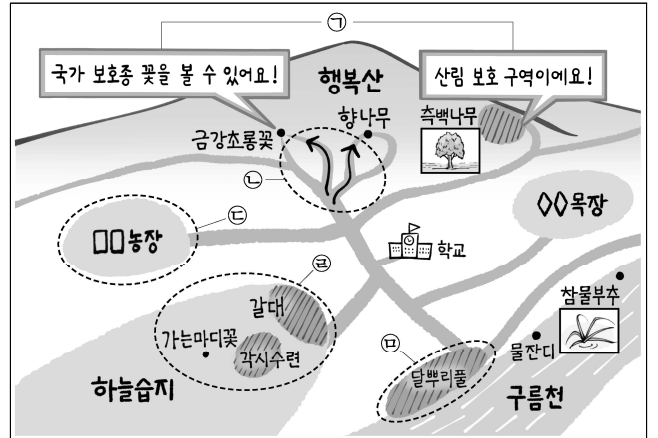 ㉠
국가 보호종 꽃을 볼 수 있어요!
산림 보호 구역이에요!
행복산
금강초롱꽃
향나무
측백나무
㉡
㉢
□□농장
◇◇목장
학교
㉣
갈대
가는마디꽃
각시수련
하늘습지
㉤
달뿌리풀
참물부추
물잔디
구름천